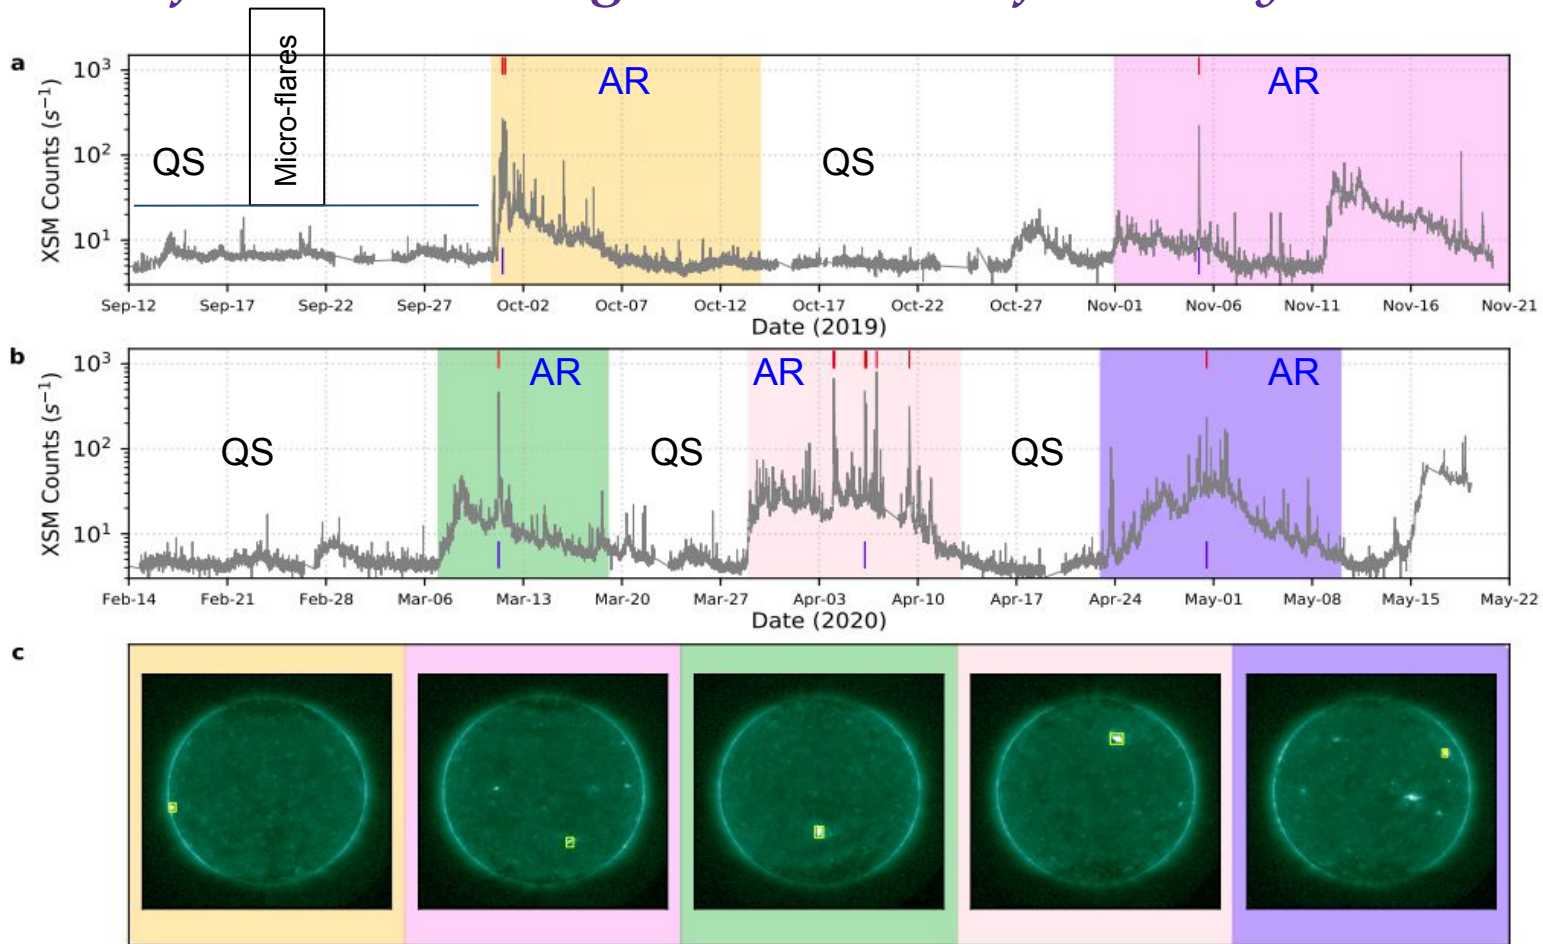 a
Micro-flares
AR
AR
QS
QS
XSM Counts (s⁻¹)
10³
10²
10¹
Sep-12 Sep-17 Sep-22 Sep-27 Oct-02 Oct-07 Oct-12 Oct-17 Oct-22 Oct-27 Nov-01 Nov-06 Nov-11 Nov-16 Nov-21
Date (2019)
b
AR
AR
AR
QS
QS
QS
XSM Counts (s⁻¹)
10³
10²
10¹
Feb-14 Feb-21 Feb-28 Mar-06 Mar-13 Mar-20 Mar-27 Apr-03 Apr-10 Apr-17 Apr-24 May-01 May-08 May-15 May-22
Date (2020)
c